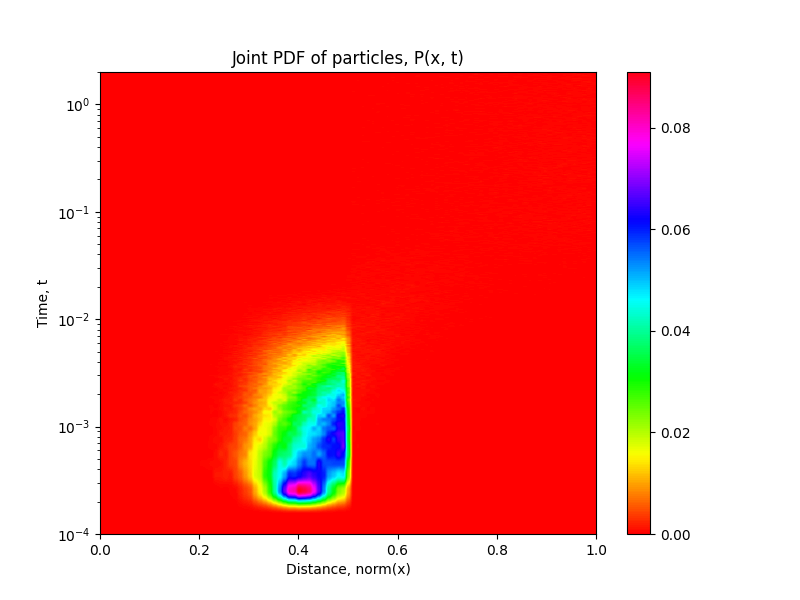 Joint PDF of particles, P(x, t)
Time, t
10⁰
10⁻¹
10⁻²
10⁻³
10⁻⁴
0.0 0.2 0.4 0.6 0.8 1.0
Distance, norm(x)
0.08
0.06
0.04
0.02
0.00